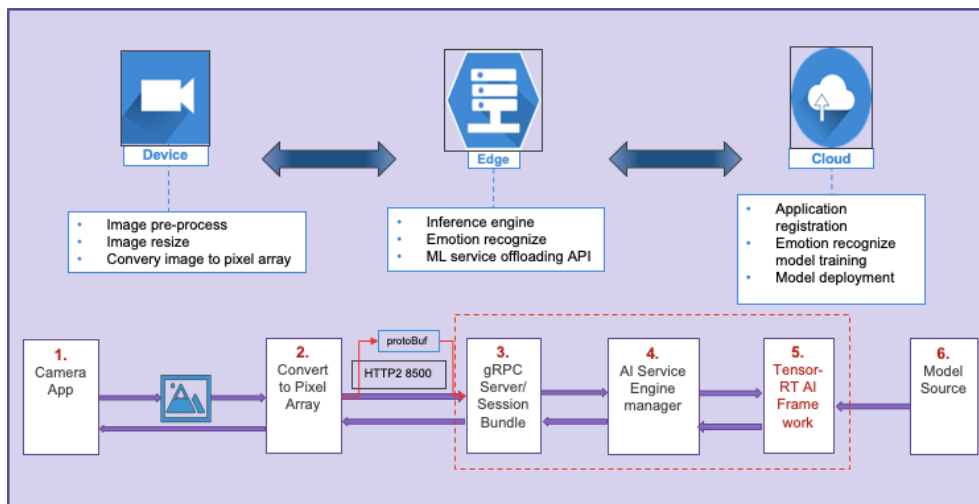 Device
Edge
Cloud
• Image pre-process
• Image resize
• Convery image to pixel array
• Inference engine
• Emotion recognize
• ML service offloading API
• Application
registration
• Emotion recognize
model training
• Model deployment
1.
Camera
App
2.
Convert
to Pixel
Array
protoBuf
HTTP2 8500
3.
gRPC
Server/
Session
Bundle
4.
AI Service
Engine
manager
5.
Tensor-
RT AI
Frame
work
6.
Model
Source